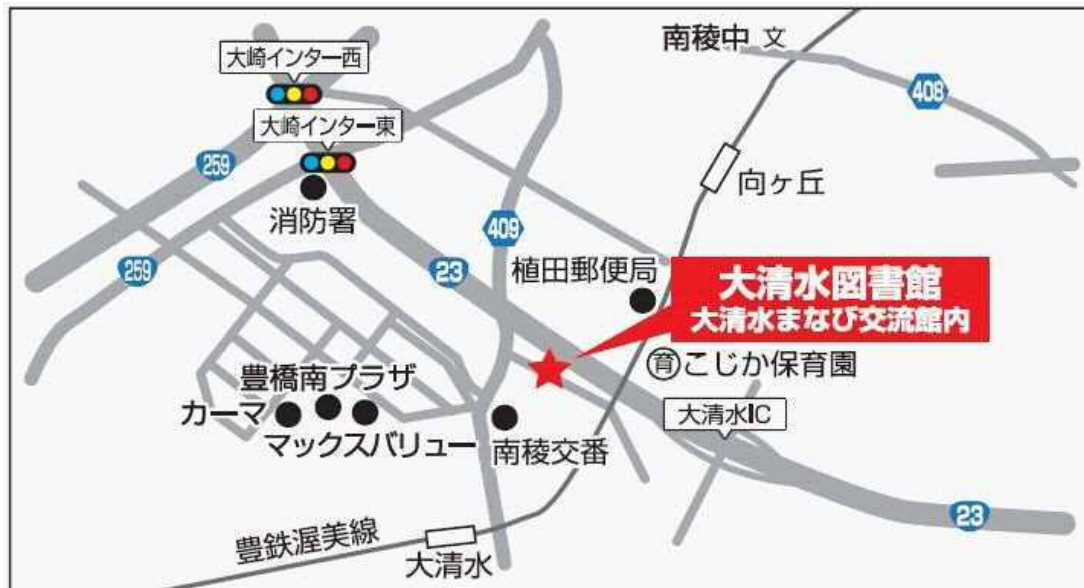 大崎インター西
南稜中 文
408
大崎インター東
259
消防署
409
向ヶ丘
259
23
植田郵便局
大清水図書館
大清水まなび交流館内
育こじか保育園
豊橋南プラザ
カーマ
大清水IC
マックスバリュー
南稜交番
23
豊鉄渥美線
大清水